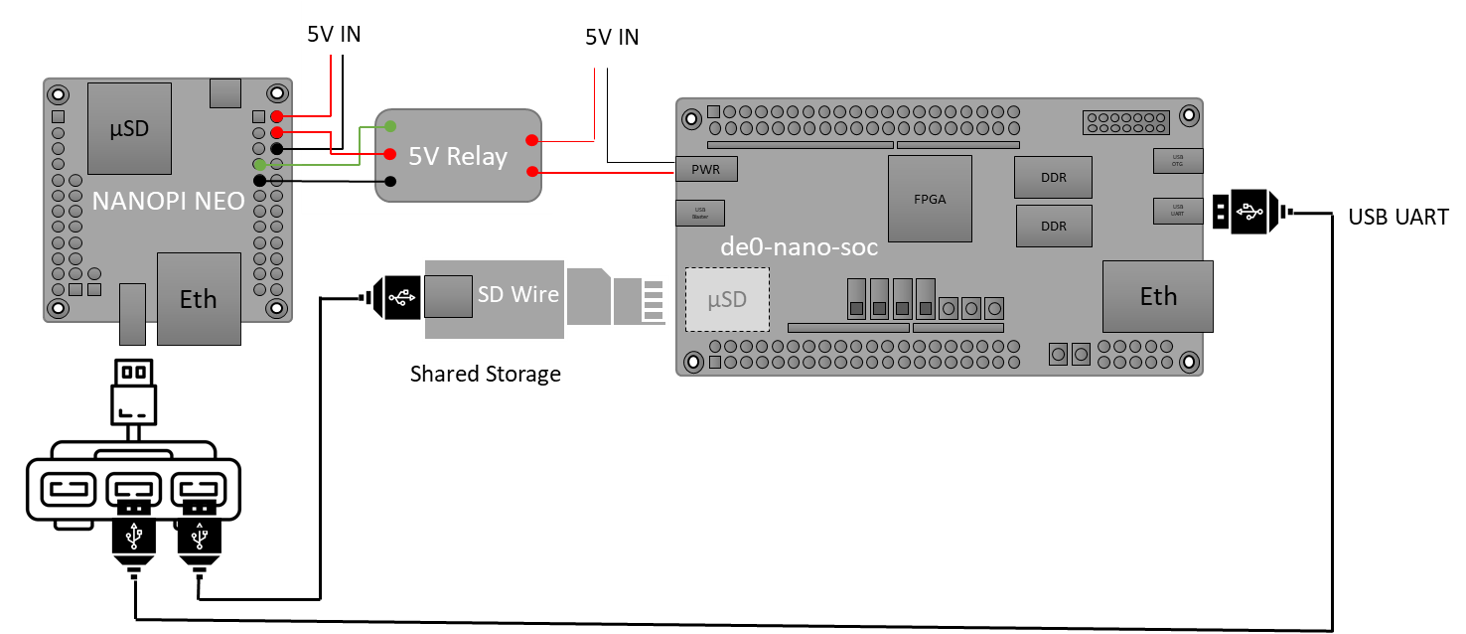 5V IN
5V IN
µSD
5V Relay
PWR
NANOPI NEO
USB
Blaster
FPGA
DDR
DDR
USB
OTG
USB
UART
USB UART
de0-nano-soc
Eth
SD Wire
µSD
Eth
Shared Storage